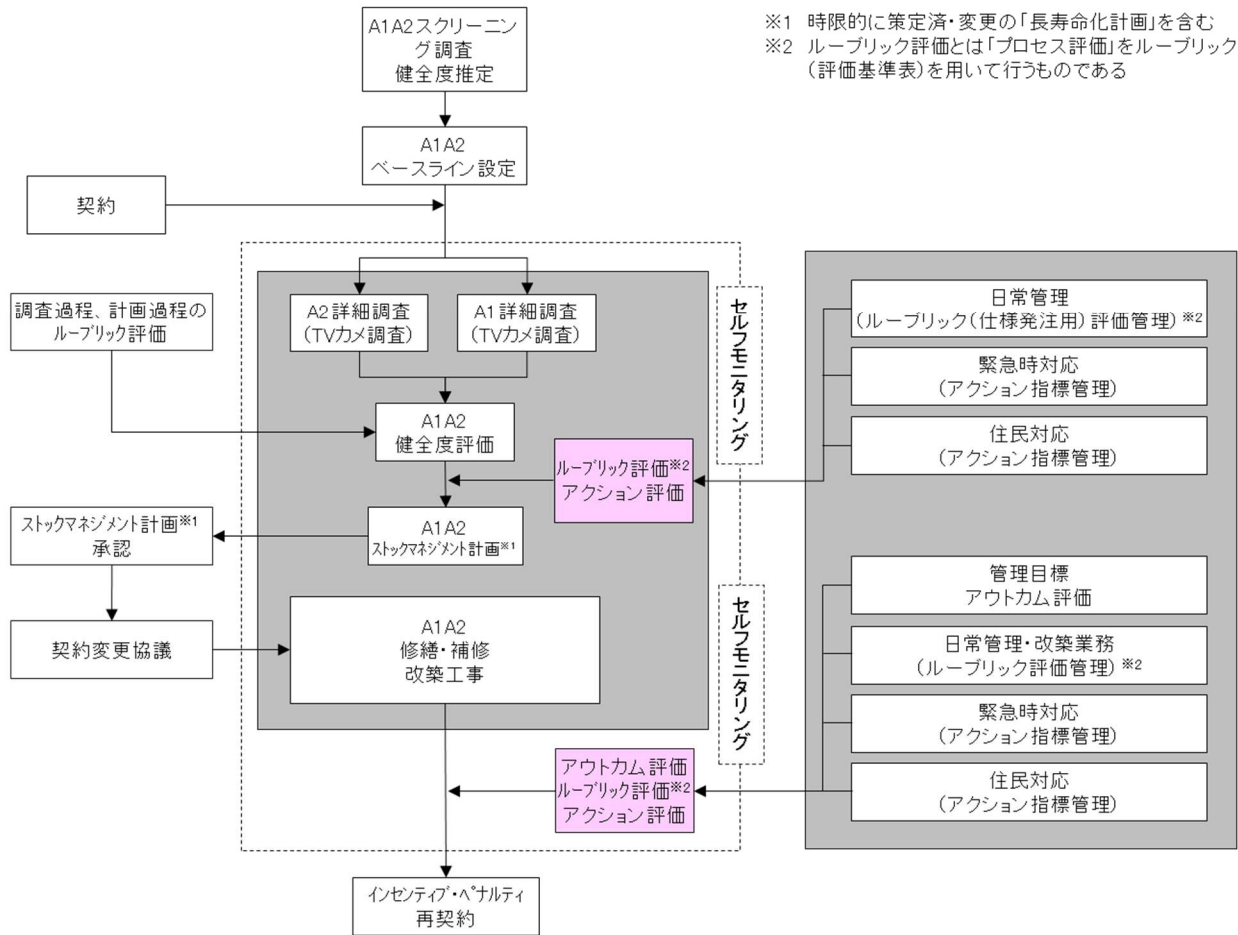 ※1 時限的に策定済・変更の「長寿命化計画」を含む
※2 ルーブリック評価とは「プロセス評価」をルーブリック
(評価基準表)を用いて行うものである
A1A2スクリーニン
グ調査
健全度推定
A1A2
ベースライン設定
契約
調査過程、計画過程の
ルーブリック評価
A2詳細調査
(TVカメ調査)
A1詳細調査
(TVカメ調査)
セルフモニタリング
A1A2
健全度評価
ルーブリック評価※2
アクション評価
A1A2
ストックマネジメント計画※1
ストックマネジメント計画※1
承認
契約変更協議
A1A2
修繕・補修
改築工事
セルフモニタリング
アウトカム評価
ルーブリック評価※2
アクション評価
インセンティブ・ペナルティ
再契約
日常管理
(ルーブリック(仕様発注用)評価管理)※2
緊急時対応
(アクション指標管理)
住民対応
(アクション指標管理)
管理目標
アウトカム評価
日常管理・改築業務
(ルーブリック評価管理)※2
緊急時対応
(アクション指標管理)
住民対応
(アクション指標管理)